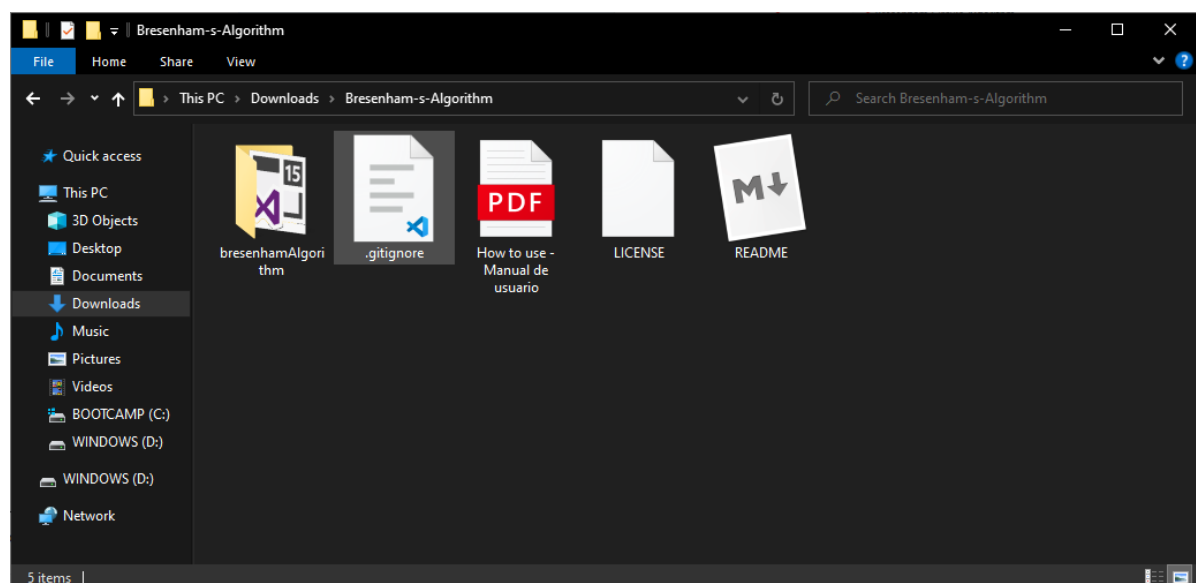 Bresenham-s-Algorithm
File Home Share View
This PC > Downloads > Bresenham-s-Algorithm
Search Bresenham-s-Algorithm
Quick access
This PC
3D Objects
Desktop
Documents
Downloads
Music
Pictures
Videos
BOOTCAMP (C:)
WINDOWS (D:)
WINDOWS (D:)
Network
15
bresenhamAlgori
thm
.gitignore
PDF
How to use -
Manual de
usuario
LICENSE
M
README
5 items